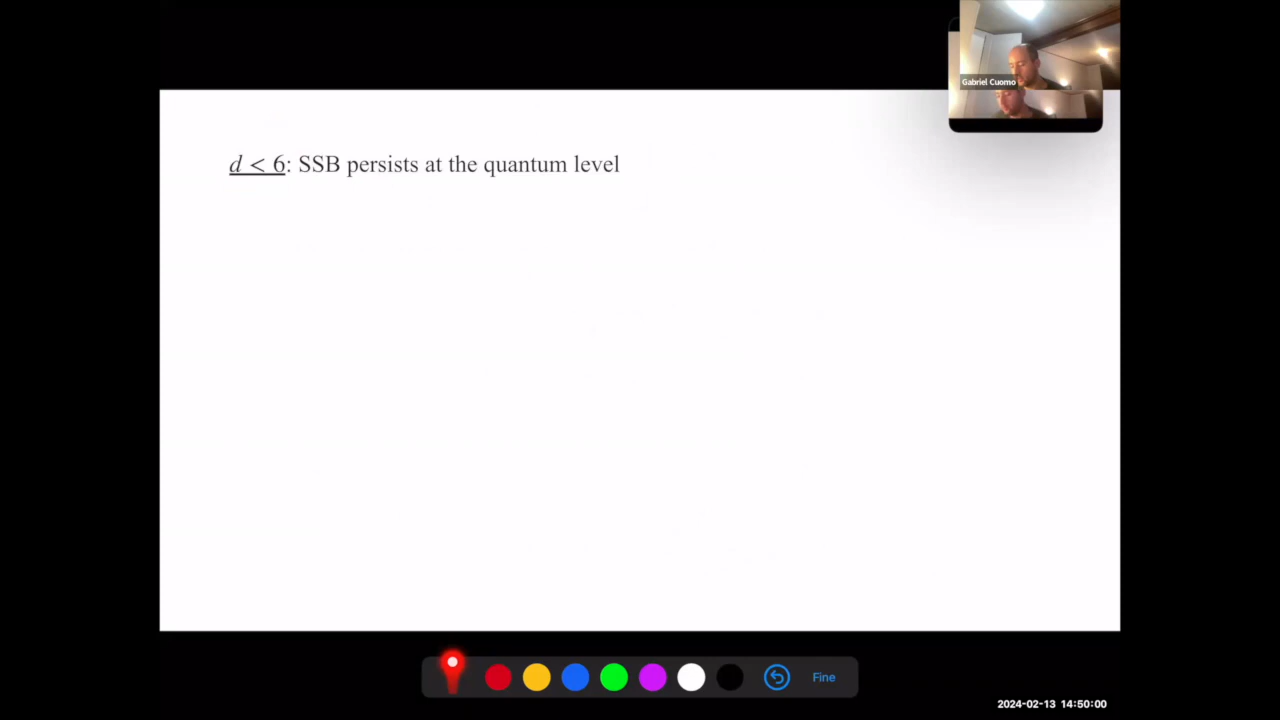 Gabriel Cuomo
d < 6: SSB persists at the quantum level
Fine
2024-02-13 14:50:00